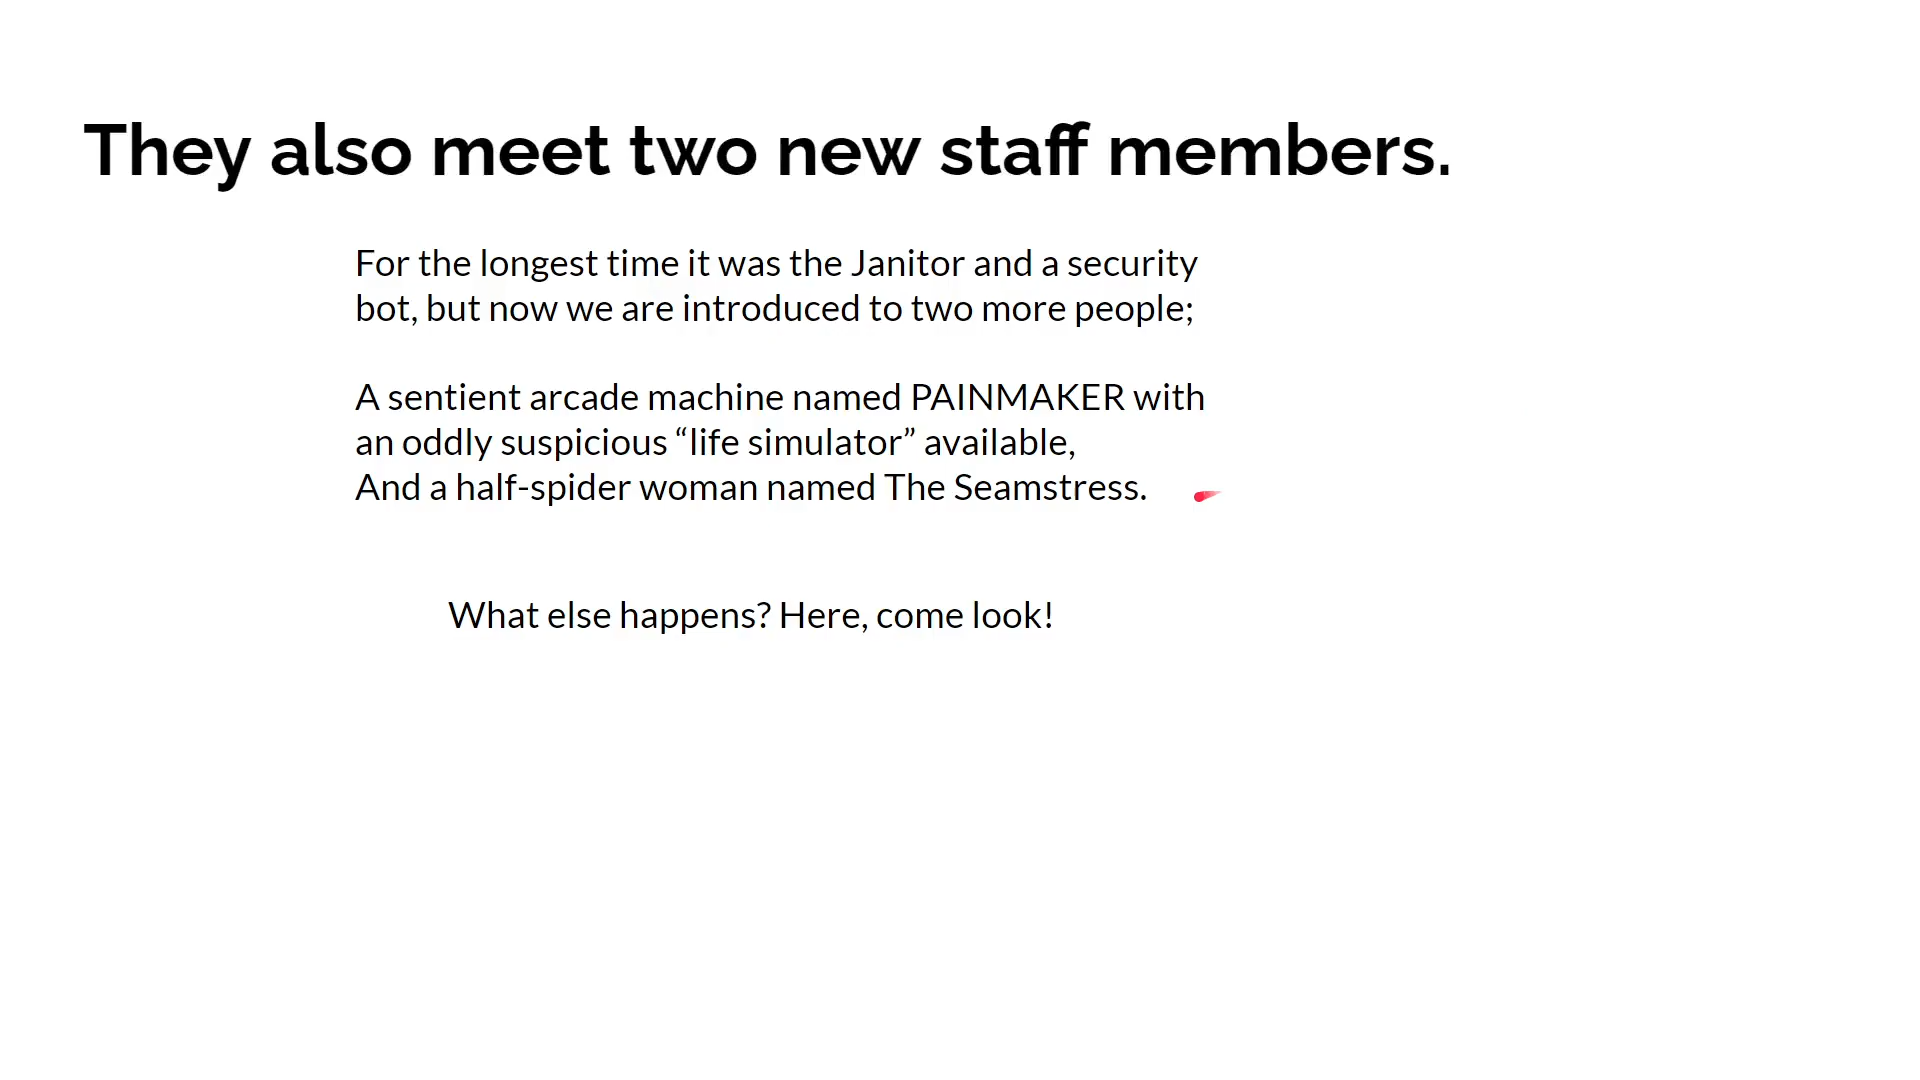 They also meet two new staff members.
For the longest time it was the Janitor and a security
bot, but now we are introduced to two more people;
A sentient arcade machine named PAINMAKER with
an oddly suspicious “life simulator” available,
And a half-spider woman named The Seamstress.
What else happens? Here, come look!